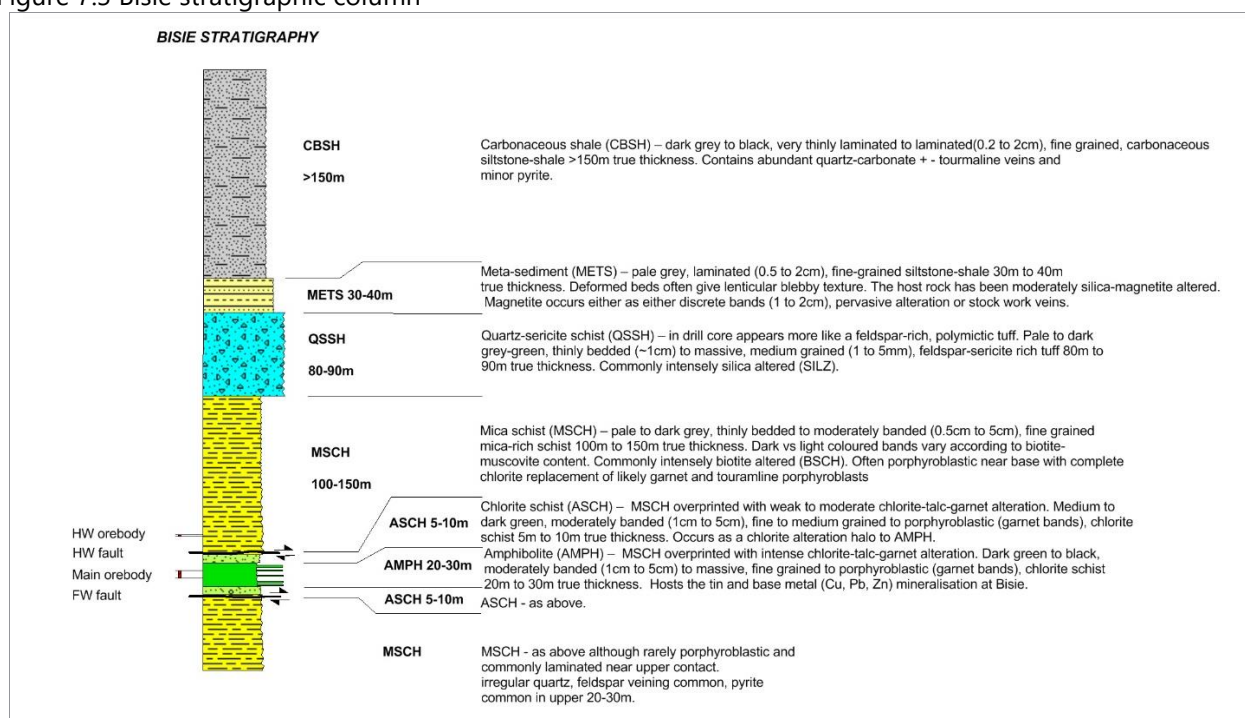 Figure 7.5 Bisie stratigraphic column
BISIE STRATIGRAPHY
CBSH
>150m
Carbonaceous shale (CBSH) – dark grey to black, very thinly laminated to laminated(0.2 to 2cm), fine grained, carbonaceous
siltstone-shale >150m true thickness. Contains abundant quartz-carbonate + - tourmaline veins and
minor pyrite.
METS 30-40m
Meta-sediment (METS) – pale grey, laminated (0.5 to 2cm), fine-grained siltstone-shale 30m to 40m
true thickness. Deformed beds often give lenticular blebby texture. The host rock has been moderately silica-magnetite altered.
Magnetite occurs either as either discrete bands (1 to 2cm), pervasive alteration or stock work veins.
QSSH
80-90m
Quartz-sericite schist (QSSH) – in drill core appears more like a feldspar-rich, polymictic tuff. Pale to dark
grey-green, thinly bedded (~1cm) to massive, medium grained (1 to 5mm), feldspar-sericite rich tuff 80m to
90m true thickness. Commonly intensely silica altered (SILZ).
MSCH
100-150m
Mica schist (MSCH) – pale to dark grey, thinly bedded to moderately banded (0.5cm to 5cm), fine grained
mica-rich schist 100m to 150m true thickness. Dark vs light coloured bands vary according to biotite-
muscovite content. Commonly intensely biotite altered (BSCH). Often porphyroblastic near base with complete
chlorite replacement of likely garnet and touramline porphyroblasts
HW orebody
HW fault
Main orebody
FW fault
ASCH 5-10m
Chlorite schist (ASCH) – MSCH overprinted with weak to moderate chlorite-talc-garnet alteration. Medium to
dark green, moderately banded (1cm to 5cm), fine to medium grained to porphyroblastic (garnet bands), chlorite
schist 5m to 10m true thickness. Occurs as a chlorite alteration halo to AMPH.
AMPH 20-30m
Amphibolite (AMPH) – MSCH overprinted with intense chlorite-talc-garnet alteration. Dark green to black,
moderately banded (1cm to 5cm) to massive, fine grained to porphyroblastic (garnet bands), chlorite schist
20m to 30m true thickness. Hosts the tin and base metal (Cu, Pb, Zn) mineralisation at Bisie.
ASCH 5-10m
ASCH - as above.
MSCH
MSCH - as above although rarely porphyroblastic and
commonly laminated near upper contact.
irregular quartz, feldspar veining common, pyrite
common in upper 20-30m.